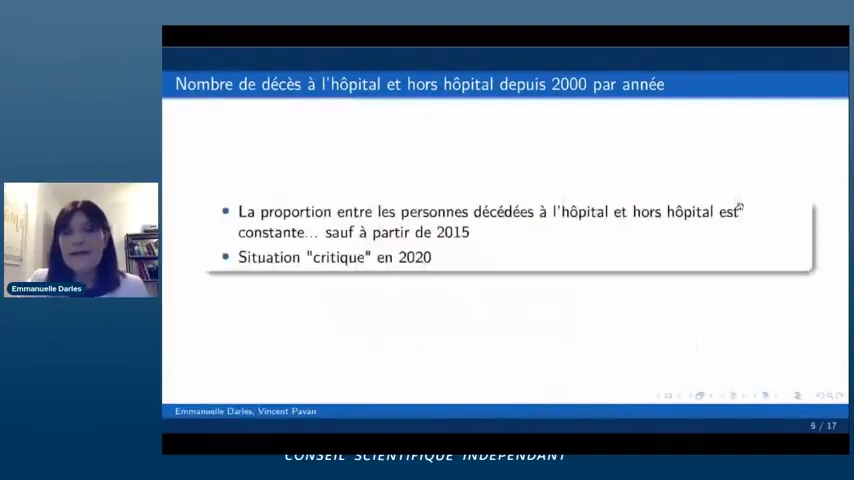 Nombre de décès à l'hôpital et hors hôpital depuis 2000 par année
La proportion entre les personnes décédées à l'hôpital et hors hôpital est
constante... sauf à partir de 2015
Situation "critique" en 2020
Emmanuelle Darles
Emmanuelle Darles, Vincent Pavan
5 / 17
CONSEIL SCIENTIFIQUE INDÉPENDANT